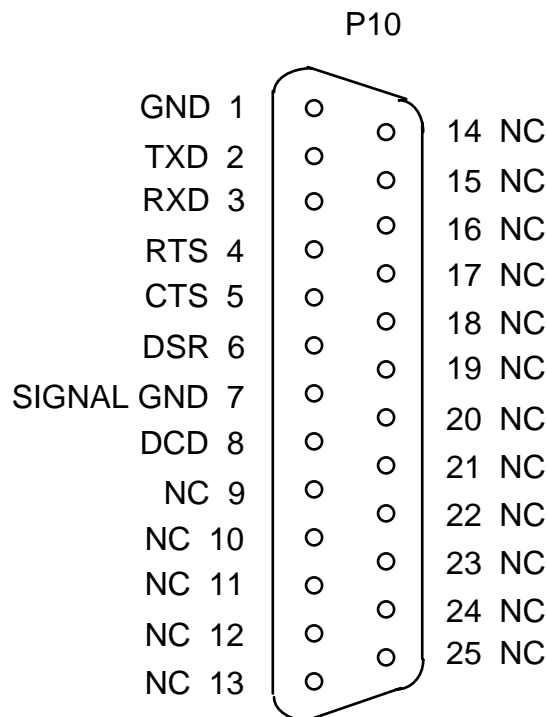 P10
GND 1
TXD 2
RXD 3
RTS 4
CTS 5
DSR 6
SIGNAL GND 7
DCD 8
NC 9
NC 10
NC 11
NC 12
NC 13
14 NC
15 NC
16 NC
17 NC
18 NC
19 NC
20 NC
21 NC
22 NC
23 NC
24 NC
25 NC